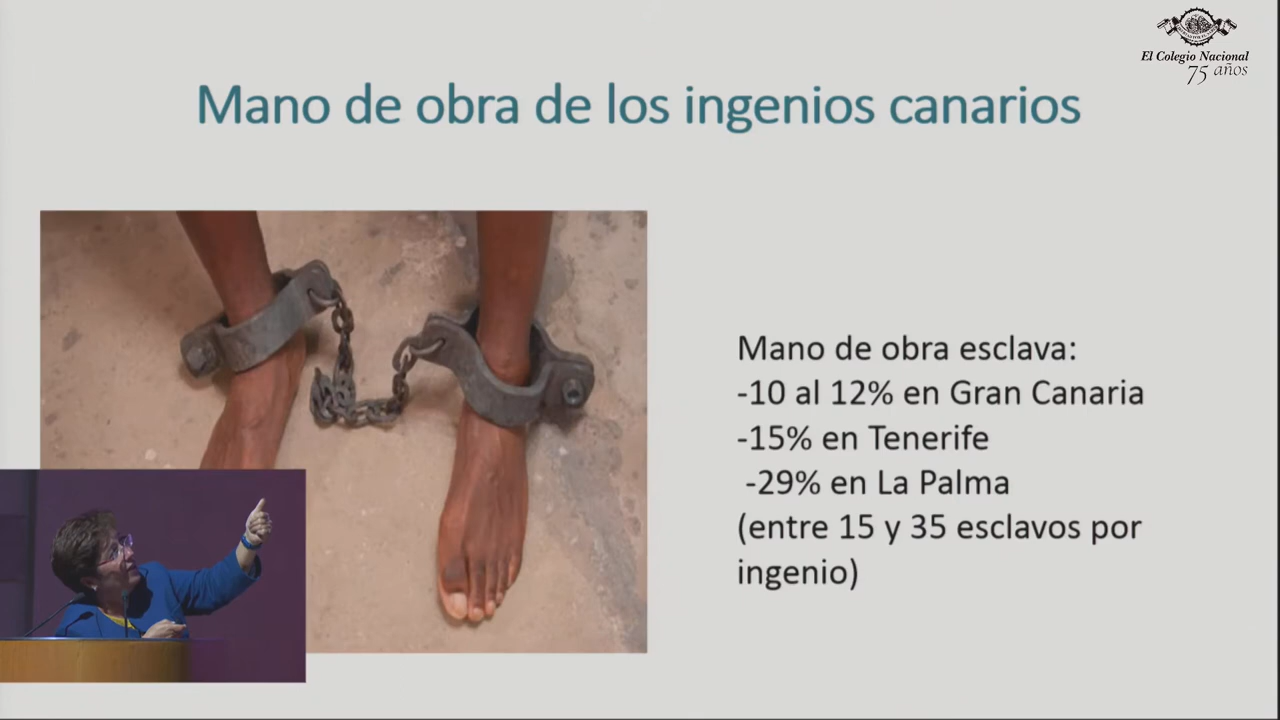 El Colegio Nacional
75 años
Mano de obra de los ingenios canarios
Mano de obra esclava:
-10 al 12% en Gran Canaria
-15% en Tenerife
-29% en La Palma
(entre 15 y 35 esclavos por
ingenio)